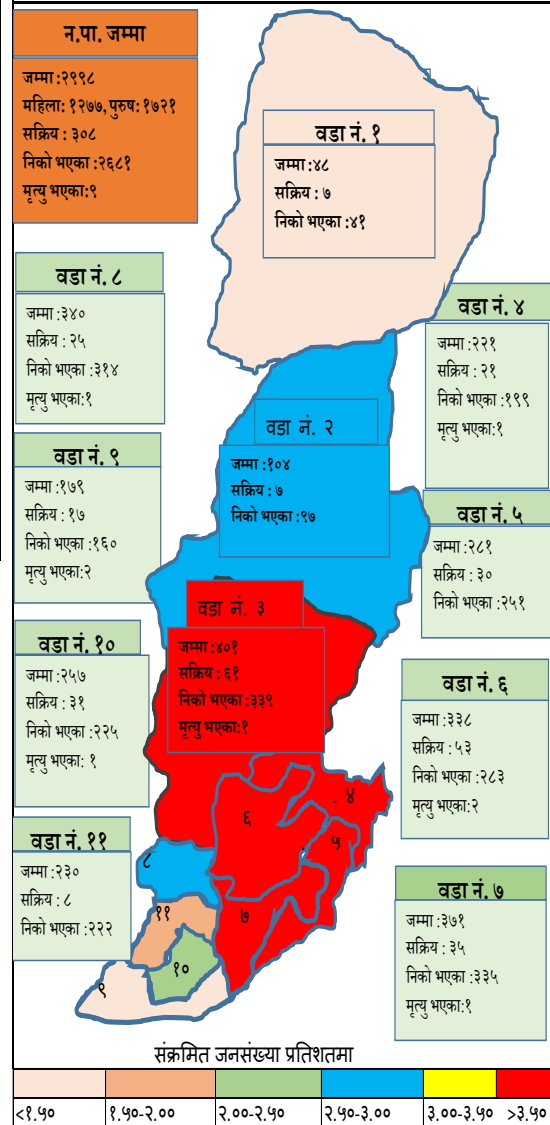 न.पा. जम्मा
जम्मा :२९९८
महिला: १२७७, पुरुष: १७२१
सक्रिय : ३०८
निको भएका :२६८१
मृत्यु भएका:९
वडा नं. १
जम्मा :४८
सक्रिय : ७
निको भएका :४१
वडा नं. ८
जम्मा :३४०
सक्रिय : २५
निको भएका :३१४
मृत्यु भएका:१
वडा नं. ४
जम्मा :२२१
सक्रिय : २१
निको भएका :१९९
मृत्यु भएका:१
वडा नं. २
जम्मा :१०४
सक्रिय : ७
निको भएका :९७
वडा नं. ९
जम्मा :१७९
सक्रिय : १७
निको भएका :१६०
मृत्यु भएका:२
वडा नं. ५
जम्मा :२८१
सक्रिय : ३०
निको भएका :२५१
वडा नं. ३
जम्मा :४०१
सक्रिय : ६१
निको भएका :३३९
मृत्यु भएका:१
वडा नं. १०
जम्मा :२५७
सक्रिय : ३१
निको भएका :२२५
मृत्यु भएका: १
वडा नं. ६
जम्मा :३३८
सक्रिय : ५३
निको भएका :२८३
मृत्यु भएका:२
वडा नं. ११
जम्मा :२३०
सक्रिय : ८
निको भएका :२२२
वडा नं. ७
जम्मा :३७१
सक्रिय : ३५
निको भएका :३३५
मृत्यु भएका:१
. ४
६
५
८
११
७
१०
९
संक्रमित जनसंख्या प्रतिशतमा
<१.५० १.५०-२.०० २.००-२.५० २.५०-३.०० ३.००-३.५० >३.५०